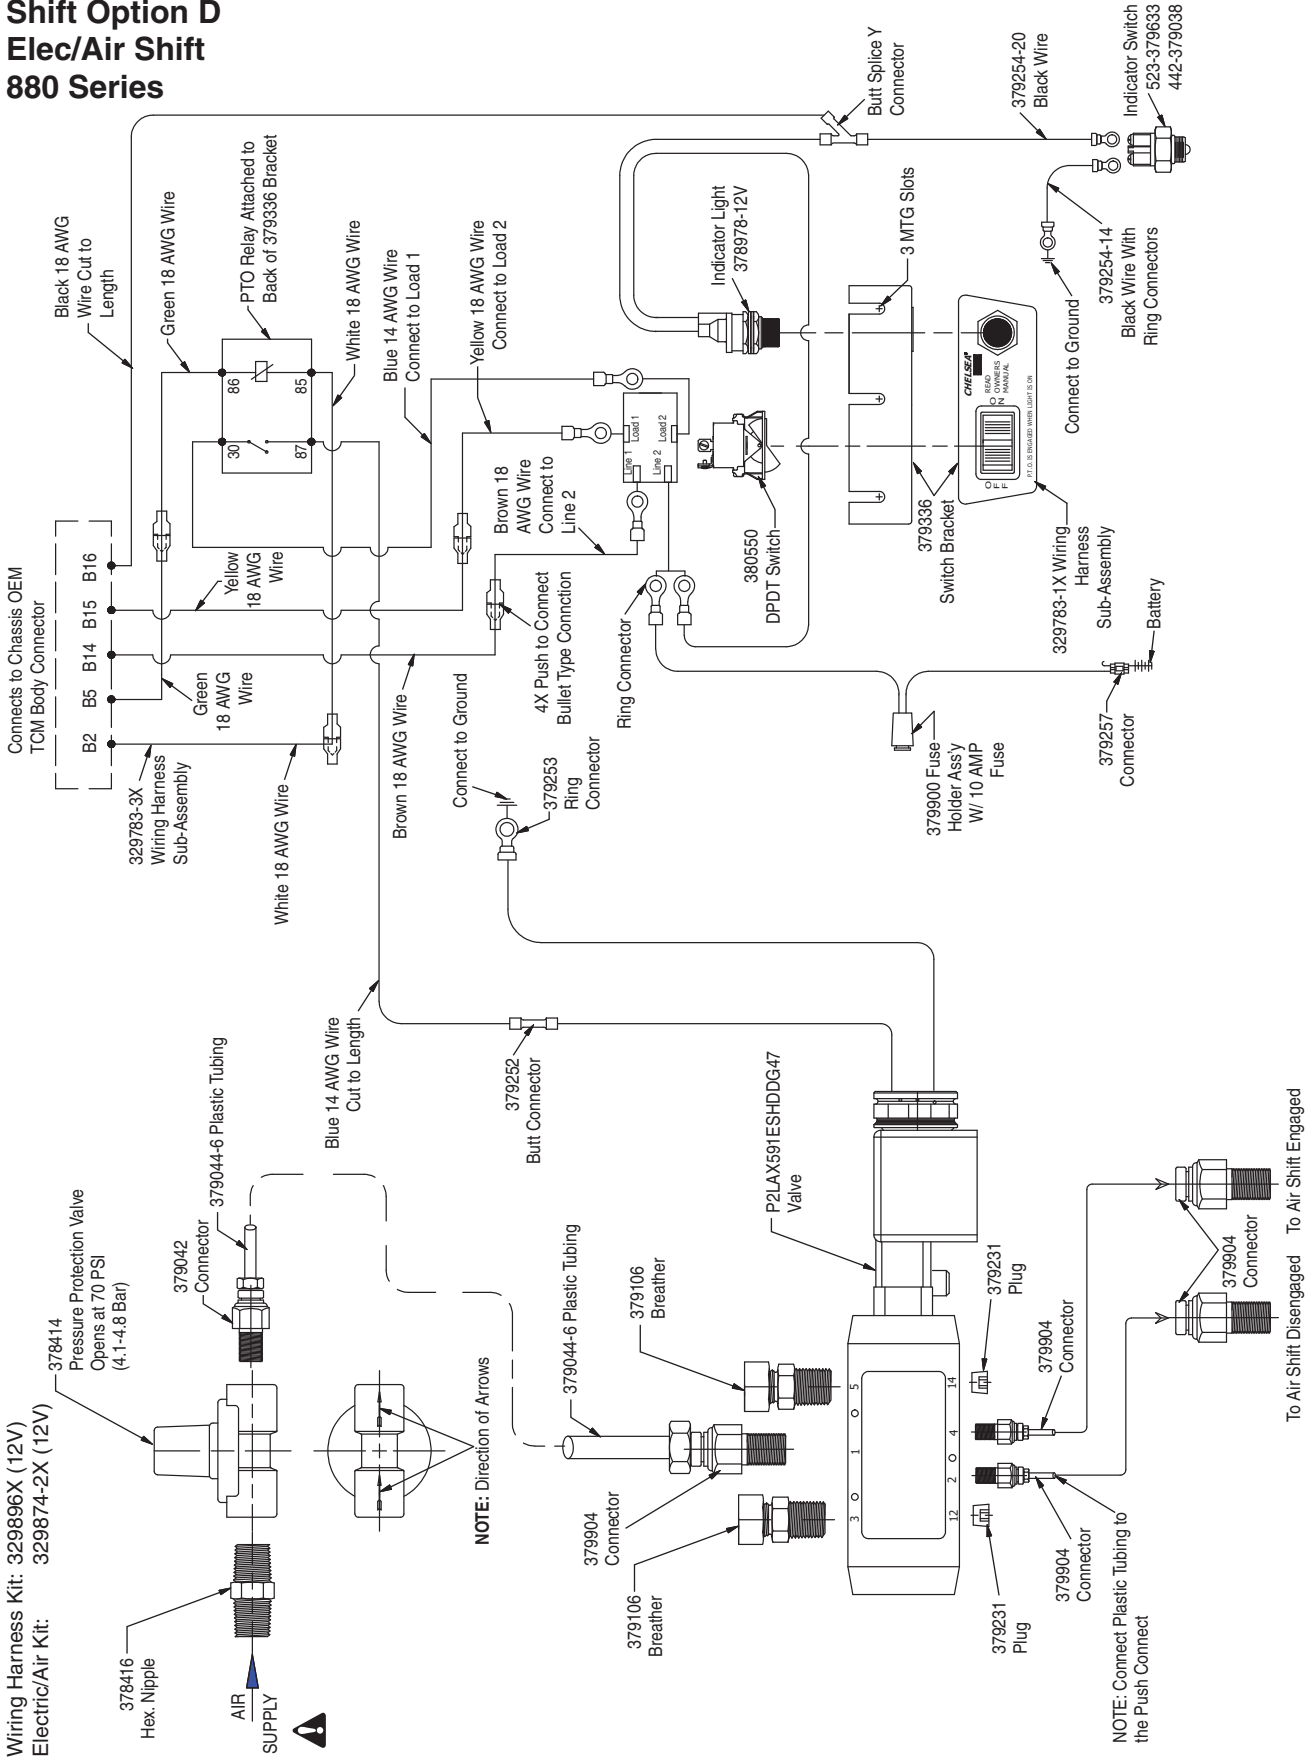 Shift Option D
Elec/Air Shift
880 Series
Wiring Harness Kit: 329896X (12V)
Electric/Air Kit: 329874-2X (12V)
Connects to Chassis OEM
TCM Body Connector
B2
B5
B14
B15
B16
329783-3X
Wiring Harness
Sub-Assembly
Green
18 AWG
Wire
Yellow
18 AWG
Wire
Black 18 AWG
Wire Cut to
Length
Green 18 AWG Wire
PTO Relay Attached to
Back of 379336 Bracket
86
85
30
87
White 18 AWG Wire
White 18 AWG Wire
Blue 14 AWG Wire
Connect to Load 1
Yellow 18 AWG Wire
Connect to Load 2
Brown 18 AWG Wire
Brown 18
AWG Wire
Connect to
Line 2
4X Push to Connect
Bullet Type Connction
Line 1
Load 1
Line 2
Load 2
Ring Connector
Connect to Ground
379253
Ring
Connector
380550
DPDT Switch
Indicator Light
378978-12V
3 MTG Slots
379336
Switch Bracket
CHELSEA®
READ
OWNERS
MANUAL
ON
OFF
P.T.O. IS ENGAGED WHEN LIGHT IS ON
329783-1X Wiring
Harness
Sub-Assembly
Butt Splice Y
Connector
379254-20
Black Wire
Indicator Switch
523-379633
442-379038
379254-14
Black Wire With
Ring Connectors
Connect to Ground
379900 Fuse
Holder Ass'y
W/ 10 AMP
Fuse
379257
Connector
Battery
Blue 14 AWG Wire
Cut to Length
379252
Butt Connector
378414
Pressure Protection Valve
Opens at 70 PSI
(4.1-4.8 Bar)
379042
Connector
379044-6 Plastic Tubing
378416
Hex. Nipple
AIR
SUPPLY
NOTE: Direction of Arrows
379044-6 Plastic Tubing
379106
Breather
379904
Connector
379106
Breather
P2LAX591ESHDDG47
Valve
3
1
5
12
2
4
14
379231
Plug
379231
Plug
379904
Connector
379904
Connector
NOTE: Connect Plastic Tubing to
the Push Connect
379904
Connector
To Air Shift Disengaged
To Air Shift Engaged